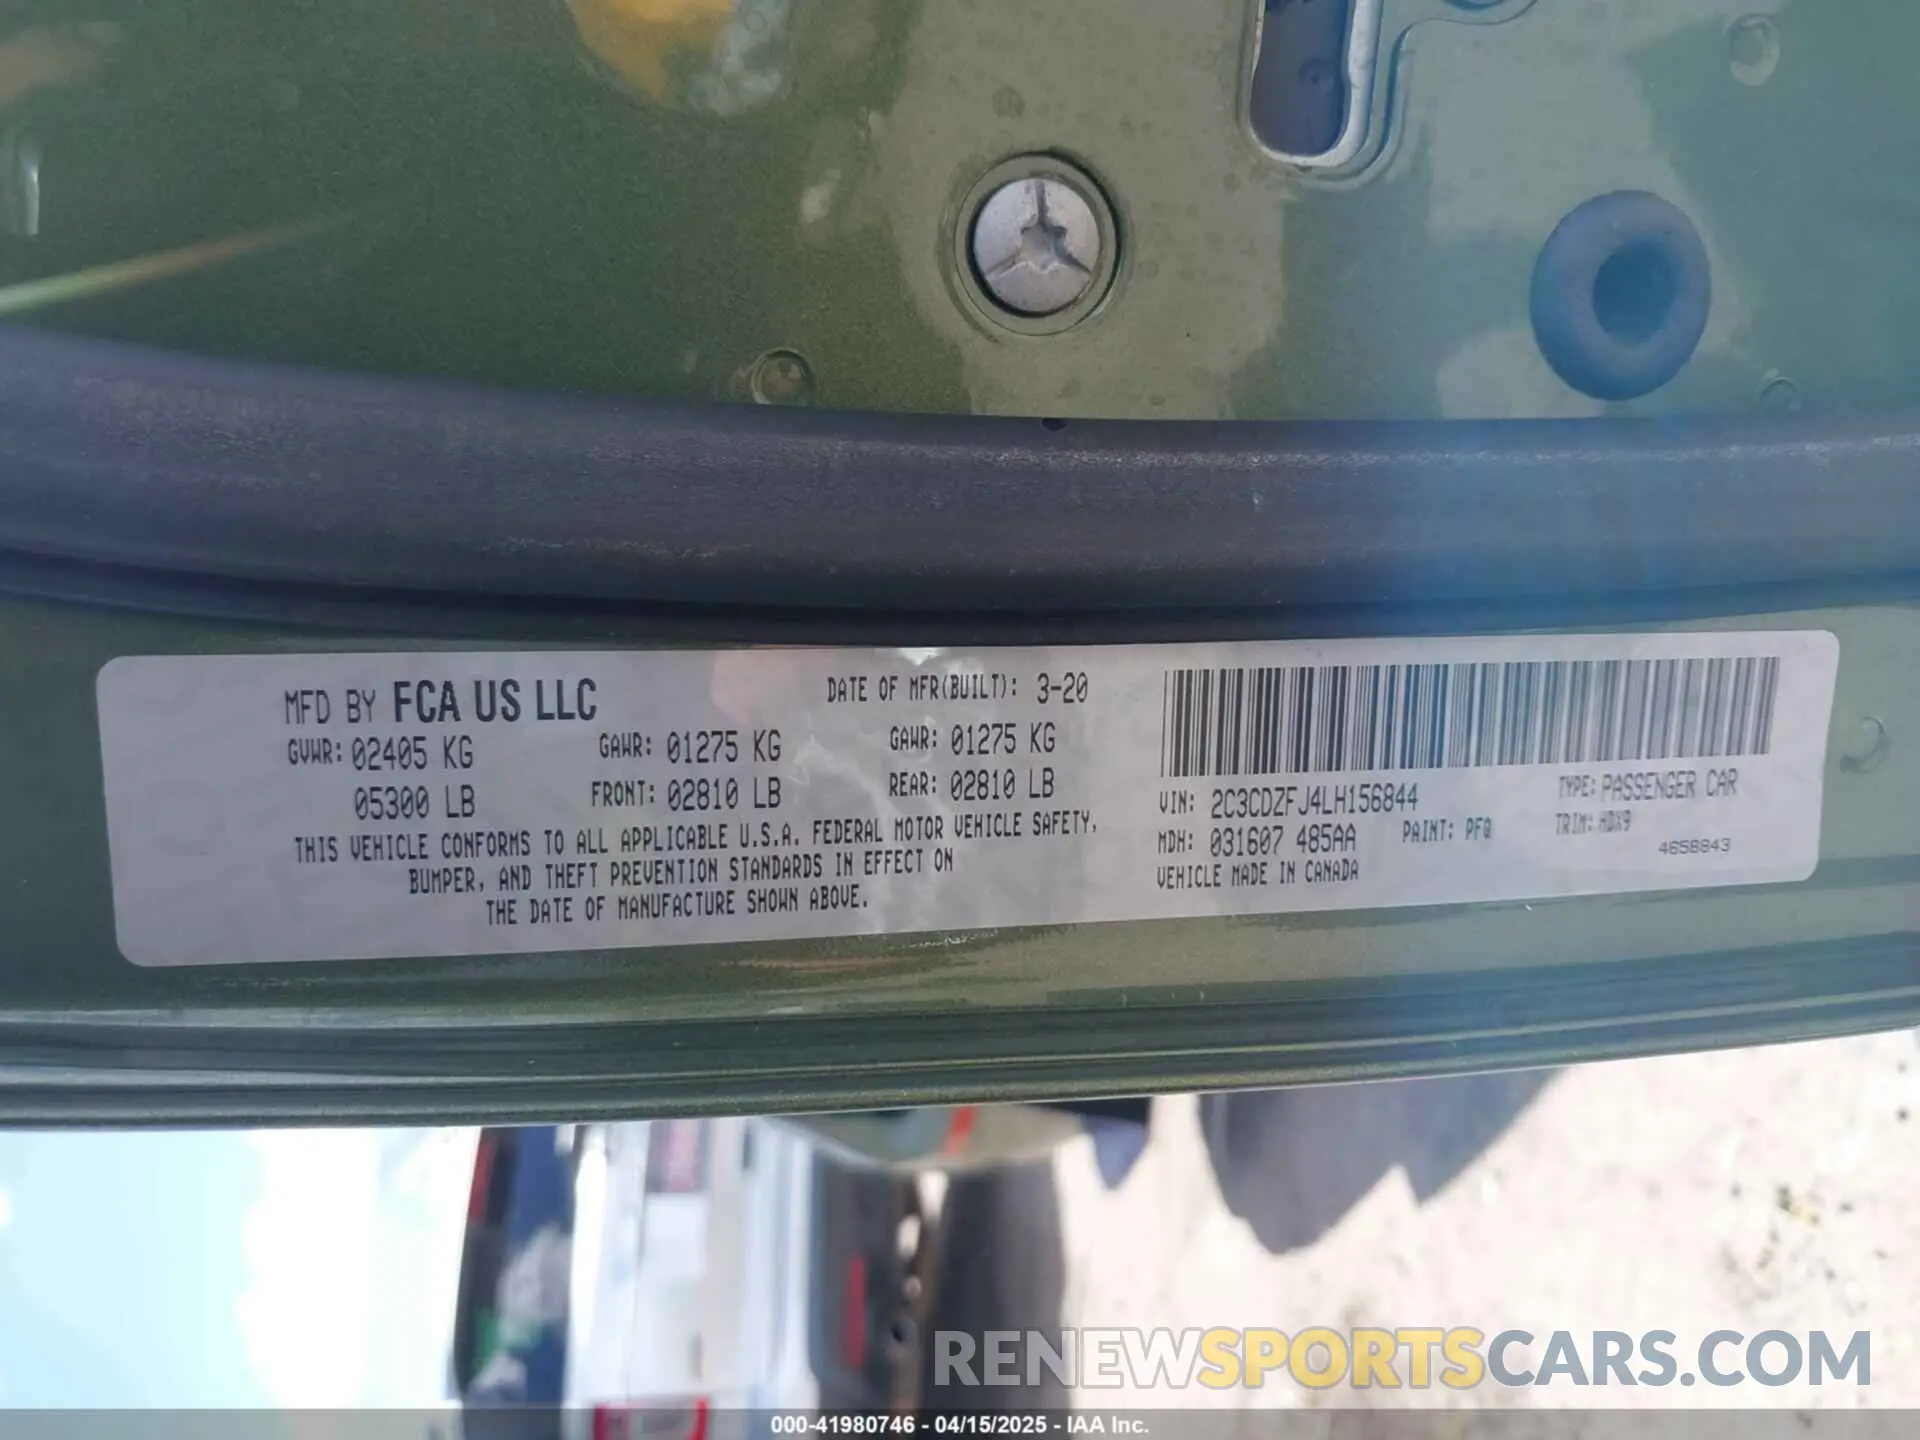 MFD BY FCA US LLC
DATE OF MFR(BUILT): 3-20
GVWR: 02405 KG
GAWR: 01275 KG
GAWR: 01275 KG
05300 LB
FRONT: 02810 LB
REAR: 02810 LB
THIS VEHICLE CONFORMS TO ALL APPLICABLE U.S.A. FEDERAL MOTOR VEHICLE SAFETY,
BUMPER, AND THEFT PREVENTION STANDARDS IN EFFECT ON
THE DATE OF MANUFACTURE SHOWN ABOVE.
VIN: 2C3CDZFJ4LH156844
TYPE: PASSENGER CAR
MDH: 031607 485AA
PAINT: PFQ
TRIM: HDX9
VEHICLE MADE IN CANADA
4658843
RENEWSPORTSCARS.COM
000-41980746 - 04/15/2025 - IAA Inc.